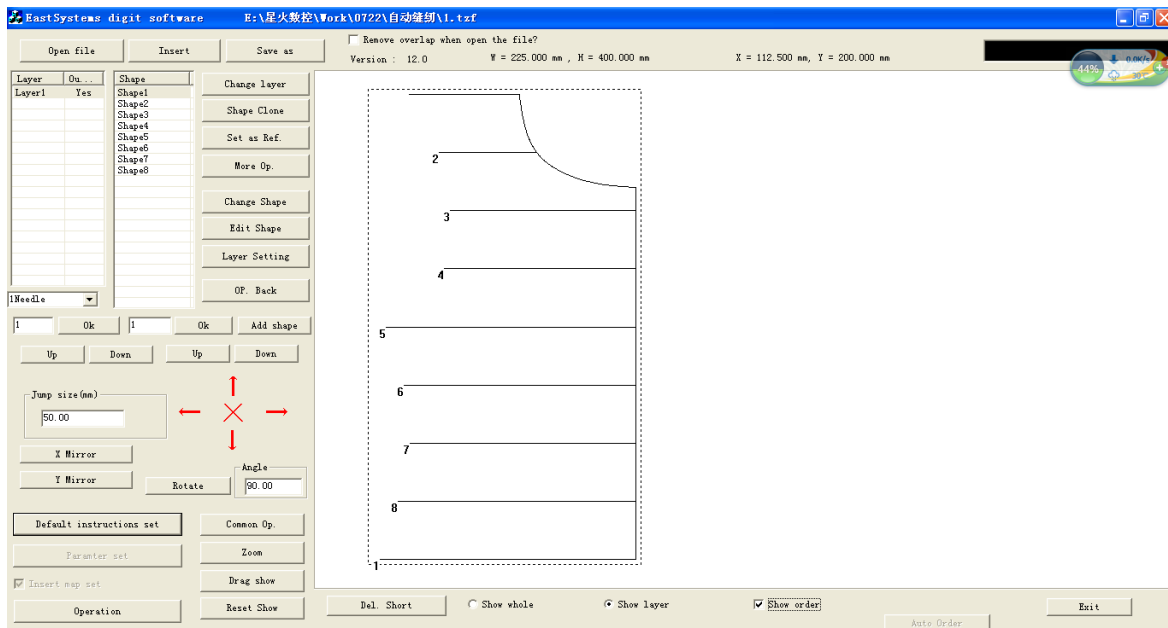 EastSystems digit software E:\星火数控\Work\0722\自动缝纫\1.tzf
Open file Insert Save as
Remove overlap when open the file?
Version : 12.0 W = 225.000 mm , H = 400.000 mm X = 112.500 mm, Y = 200.000 mm
44% 0.0K/s
30°C
Layer Ou... Shape
Layer1 Yes Shape1
Shape2
Shape3
Shape4
Shape5
Shape6
Shape7
Shape8
Change layer
Shape Clone
Set as Ref.
More Op.
Change Shape
Edit Shape
Layer Setting
OP. Back
1Needle
1 Ok 1 Ok Add shape
Up Down Up Down
Jump size(mm)
50.00
X Mirror
Y Mirror
Rotate
Angle
90.00
Default instructions set
Paramter set
Insert map set
Operation
Common Op.
Zoom
Drag show
Reset Show
2
3
4
5
6
7
8
1
Del. Short Show whole Show layer Show order Exit
Auto Order